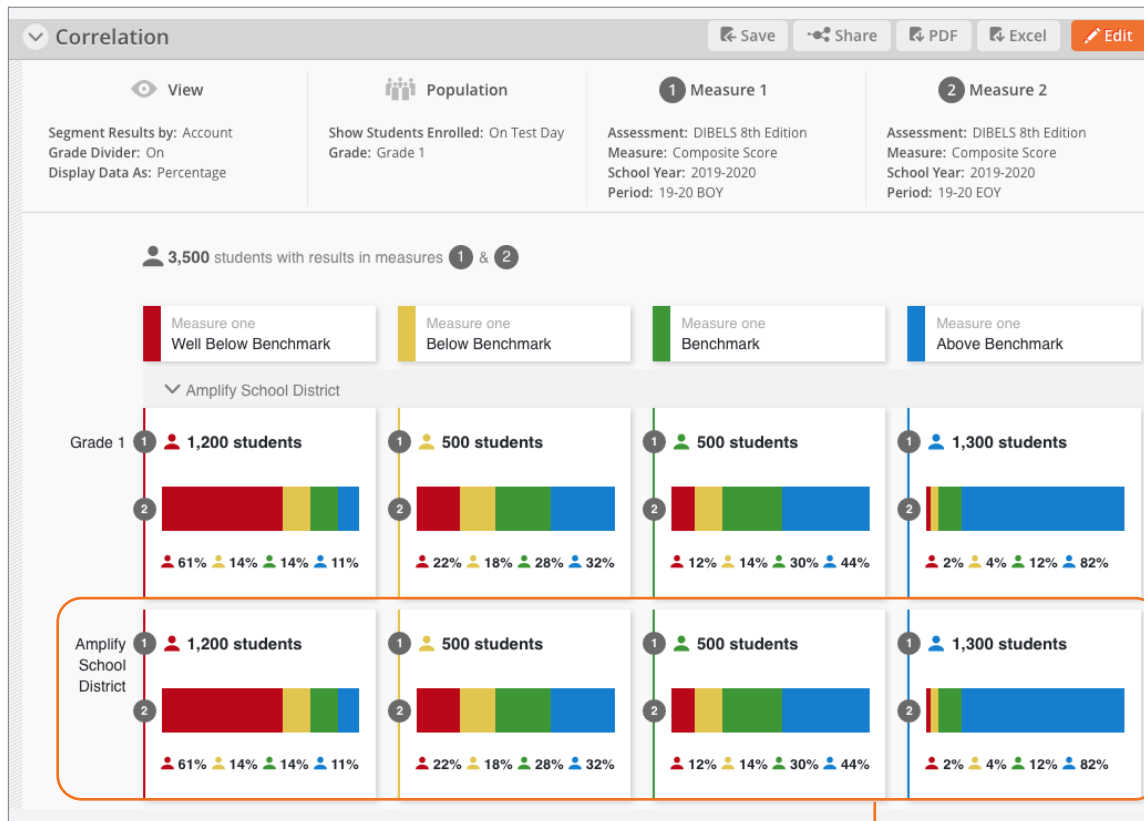 Correlation
Save
Share
PDF
Excel
Edit
View
Segment Results by: Account
Grade Divider: On
Display Data As: Percentage
Population
Show Students Enrolled: On Test Day
Grade: Grade 1
1 Measure 1
Assessment: DIBELS 8th Edition
Measure: Composite Score
School Year: 2019-2020
Period: 19-20 BOY
2 Measure 2
Assessment: DIBELS 8th Edition
Measure: Composite Score
School Year: 2019-2020
Period: 19-20 EOY
3,500 students with results in measures 1 & 2
Measure one
Well Below Benchmark
Measure one
Below Benchmark
Measure one
Benchmark
Measure one
Above Benchmark
Amplify School District
Grade 1
1 1,200 students
2
61% 14% 14% 11%
1 500 students
2
22% 18% 28% 32%
1 500 students
2
12% 14% 30% 44%
1 1,300 students
2
2% 4% 12% 82%
Amplify
School
District
1 1,200 students
2
61% 14% 14% 11%
1 500 students
2
22% 18% 28% 32%
1 500 students
2
12% 14% 30% 44%
1 1,300 students
2
2% 4% 12% 82%